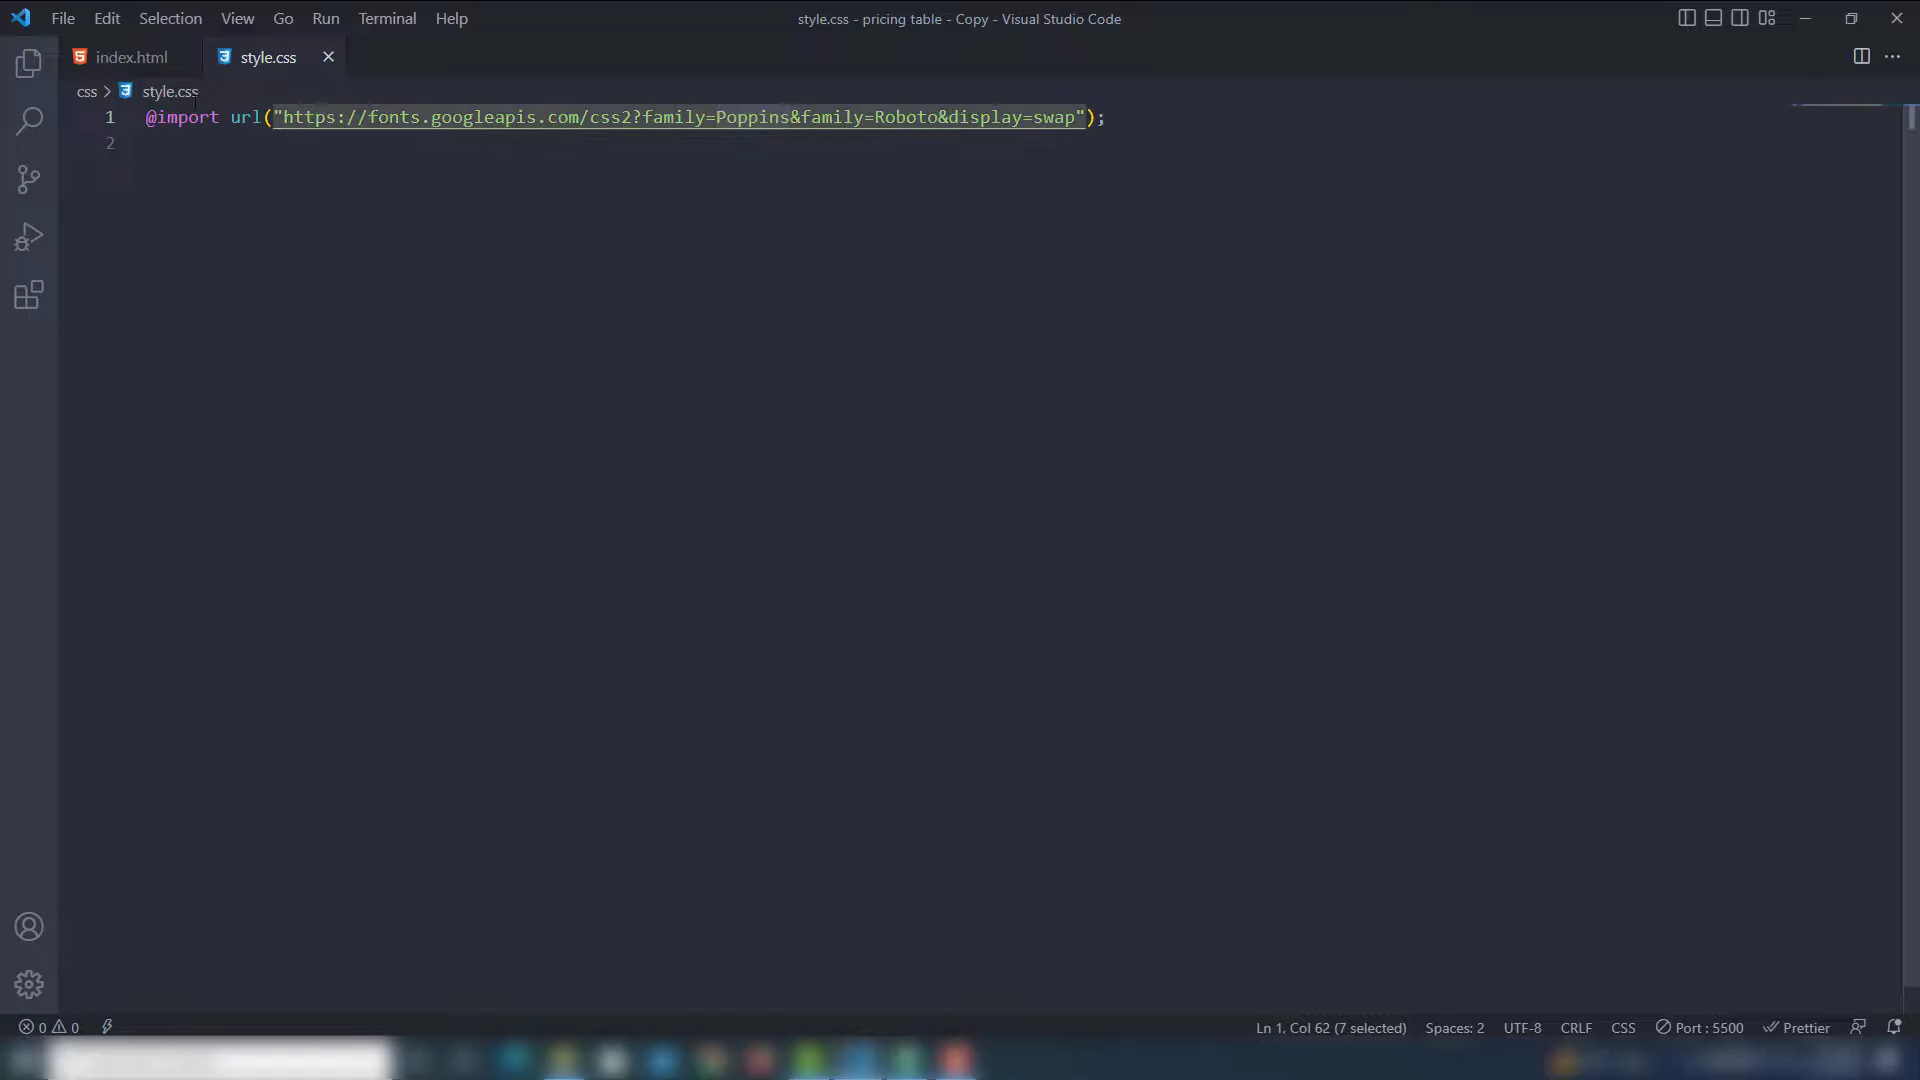 File Edit Selection View Go Run Terminal Help
style.css - pricing table - Copy - Visual Studio Code
index.html
style.css
css > style.css
1 @import url("https://fonts.googleapis.com/css2?family=Poppins&family=Roboto&display=swap");
2
0 0
Ln 1, Col 62 (7 selected) Spaces: 2 UTF-8 CRLF CSS Port : 5500 Prettier